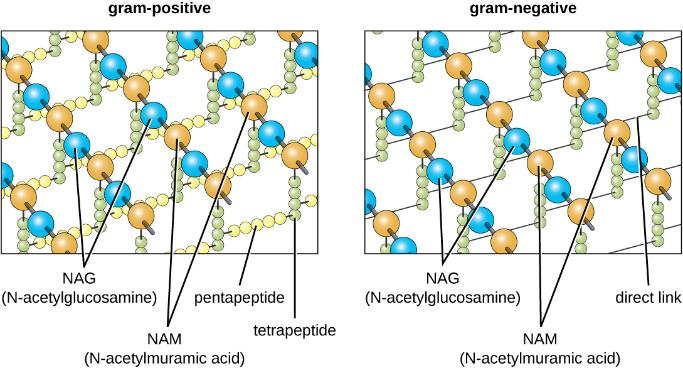 gram-positive
gram-negative
NAG
(N-acetylglucosamine)
pentapeptide
tetrapeptide
NAM
(N-acetylmuramic acid)
NAG
(N-acetylglucosamine)
direct link
NAM
(N-acetylmuramic acid)